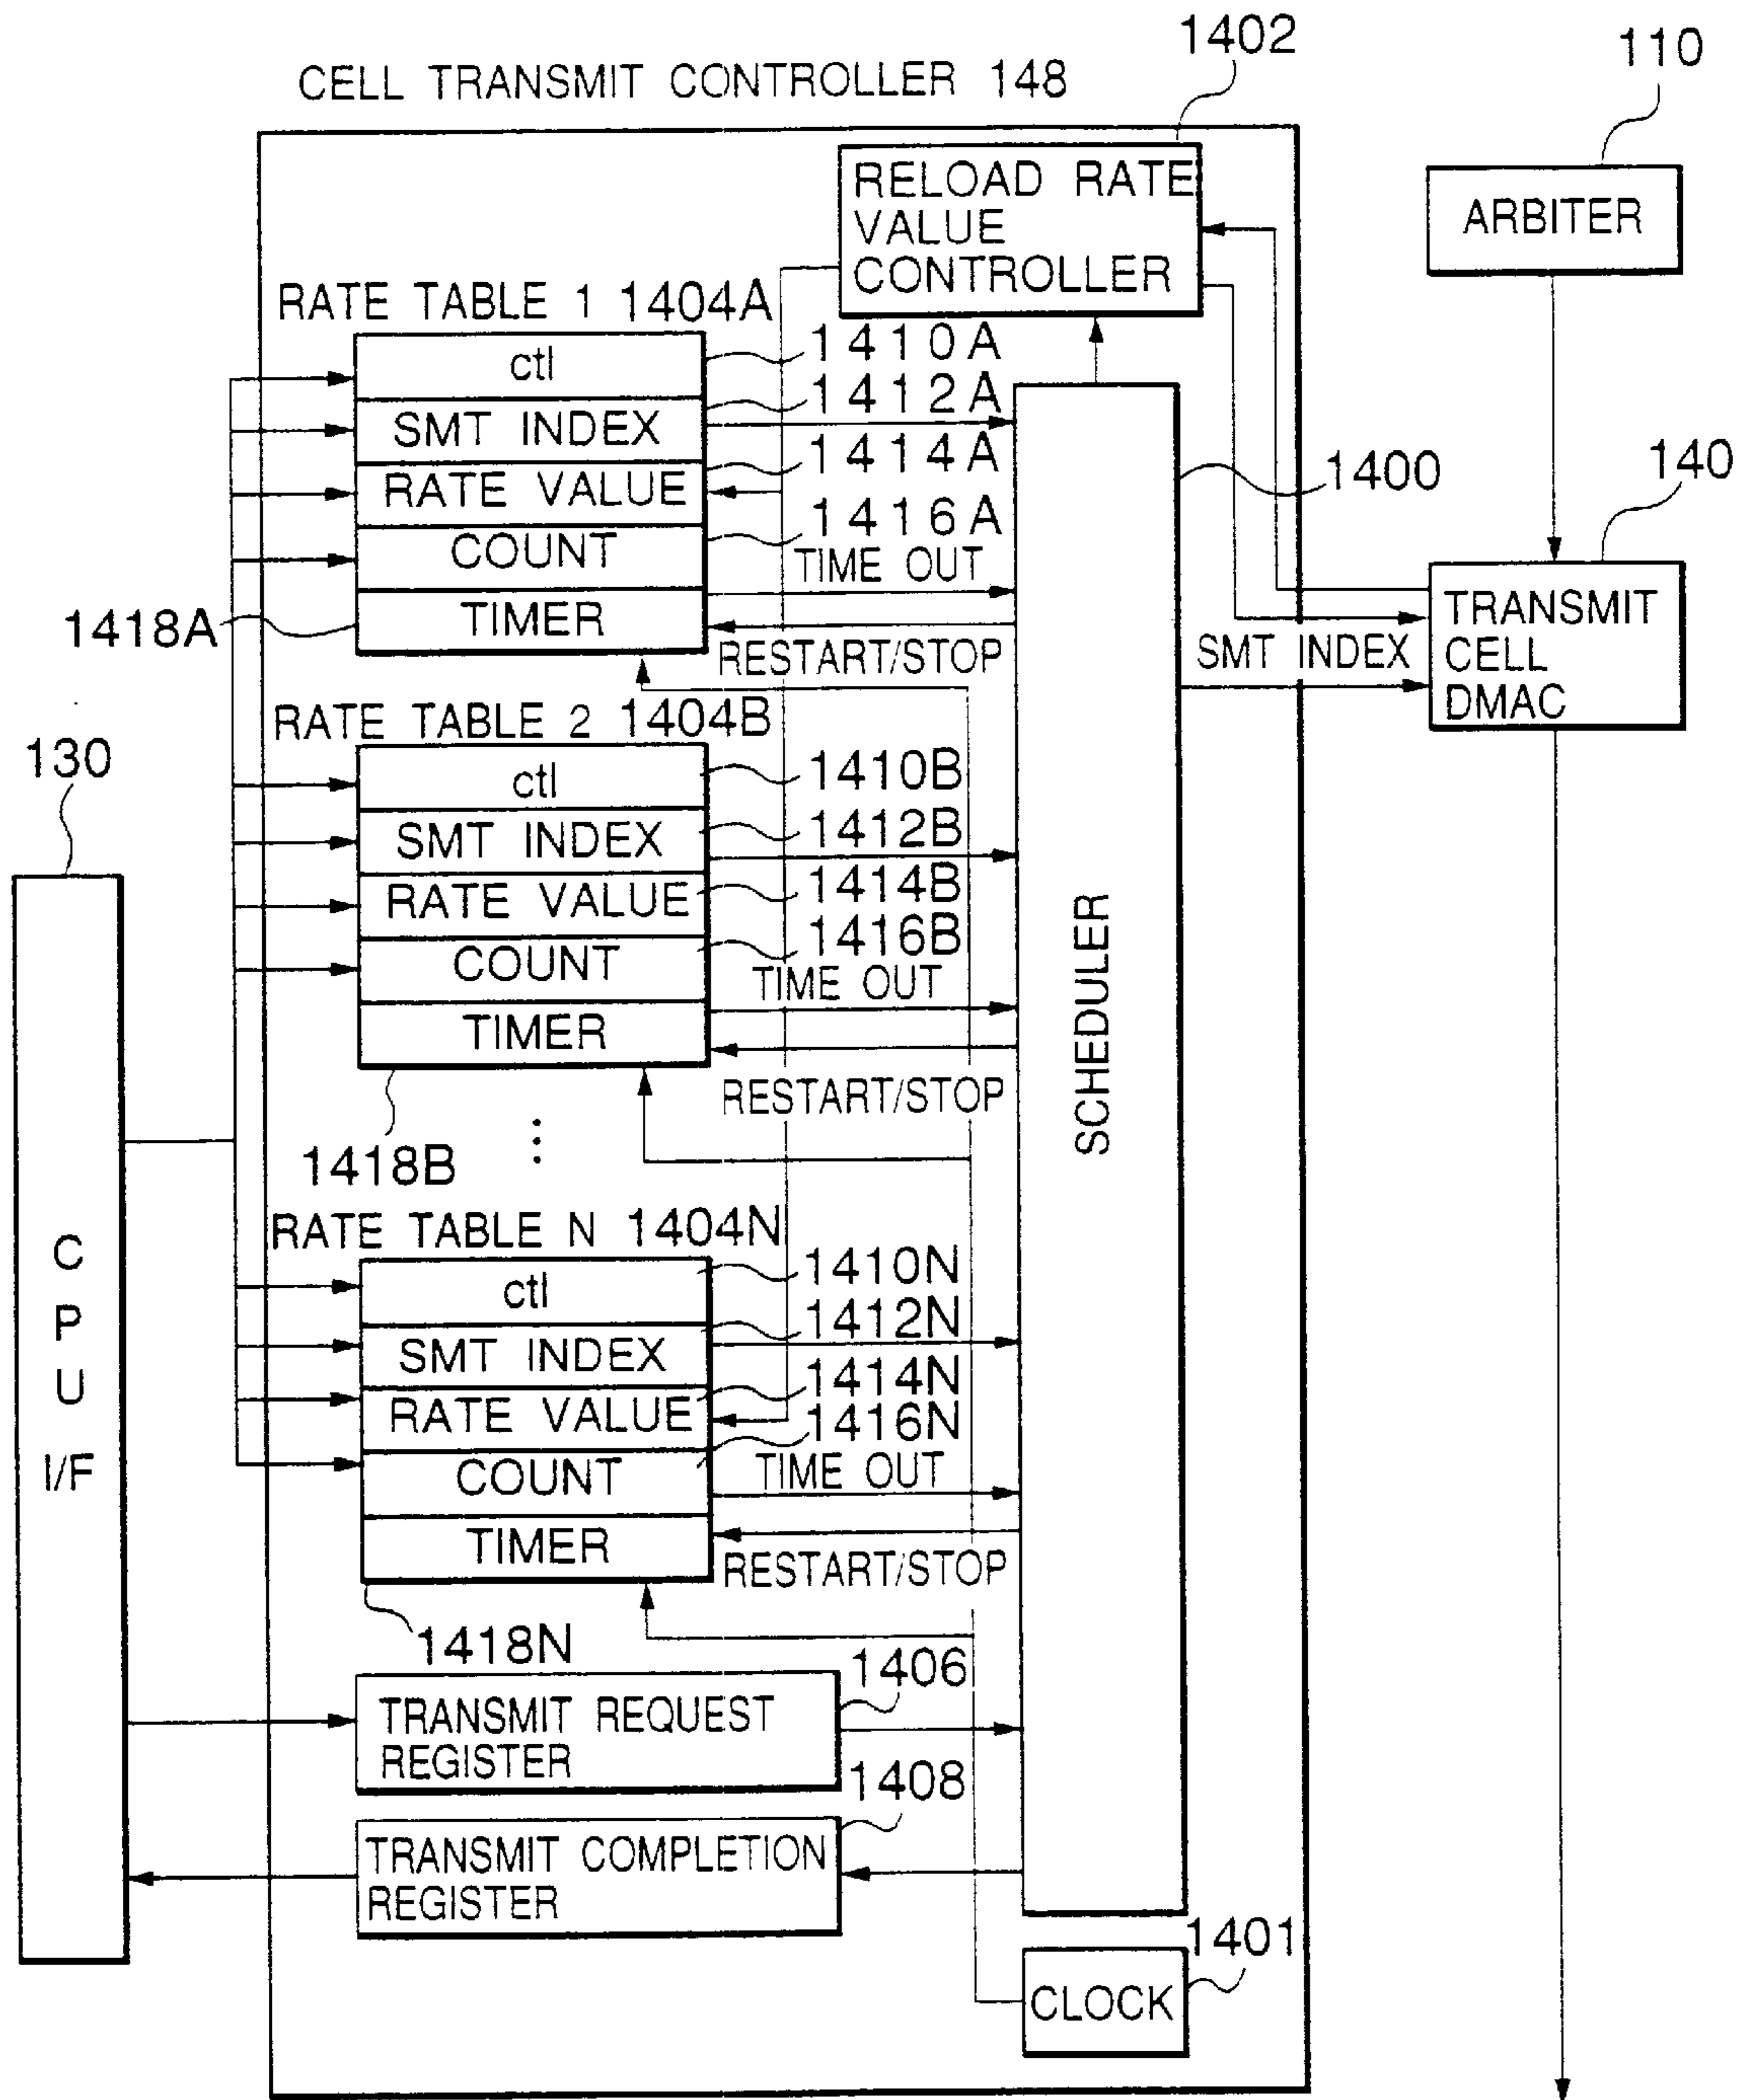 1402
110
CELL TRANSMIT CONTROLLER 148
RELOAD RATE
VALUE
CONTROLLER
ARBITER
RATE TABLE 1 1404A
ctl
1410A
SMT INDEX
1412A
RATE VALUE
1414A
COUNT
1416A
TIME OUT
TIMER
1418A
RESTART/STOP
1400
140
TRANSMIT
CELL
DMAC
SMT INDEX
RATE TABLE 2 1404B
130
ctl
1410B
SMT INDEX
1412B
RATE VALUE
1414B
COUNT
1416B
TIME OUT
TIMER
RESTART/STOP
1418B
SCHEDULER
RATE TABLE N 1404N
C
P
U
I/F
ctl
1410N
SMT INDEX
1412N
RATE VALUE
1414N
COUNT
1416N
TIME OUT
TIMER
RESTART/STOP
1418N
1406
TRANSMIT REQUEST
REGISTER
1408
TRANSMIT COMPLETION
REGISTER
1401
CLOCK